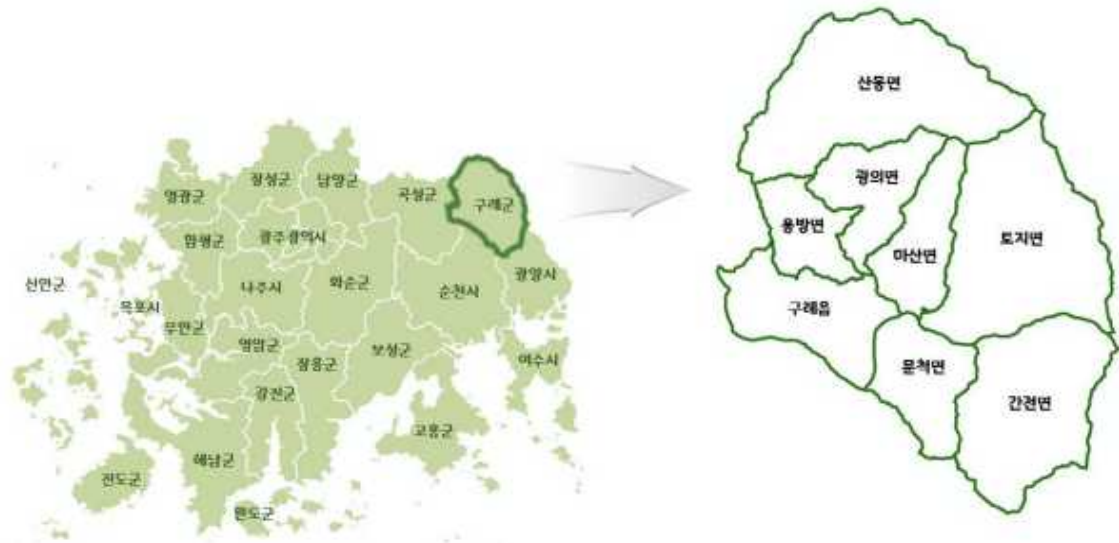 산동면
장성군
담양군
영광군
곡성군
구례군
광의면
함평군
광주광역시
용방면
토지면
마산면
신안군
나주시
화순군
순천시
광양시
목포시
무안군
구례읍
영암군
장흥군
보성군
여수시
문척면
강진군
간전면
고흥군
해남군
진도군
완도군